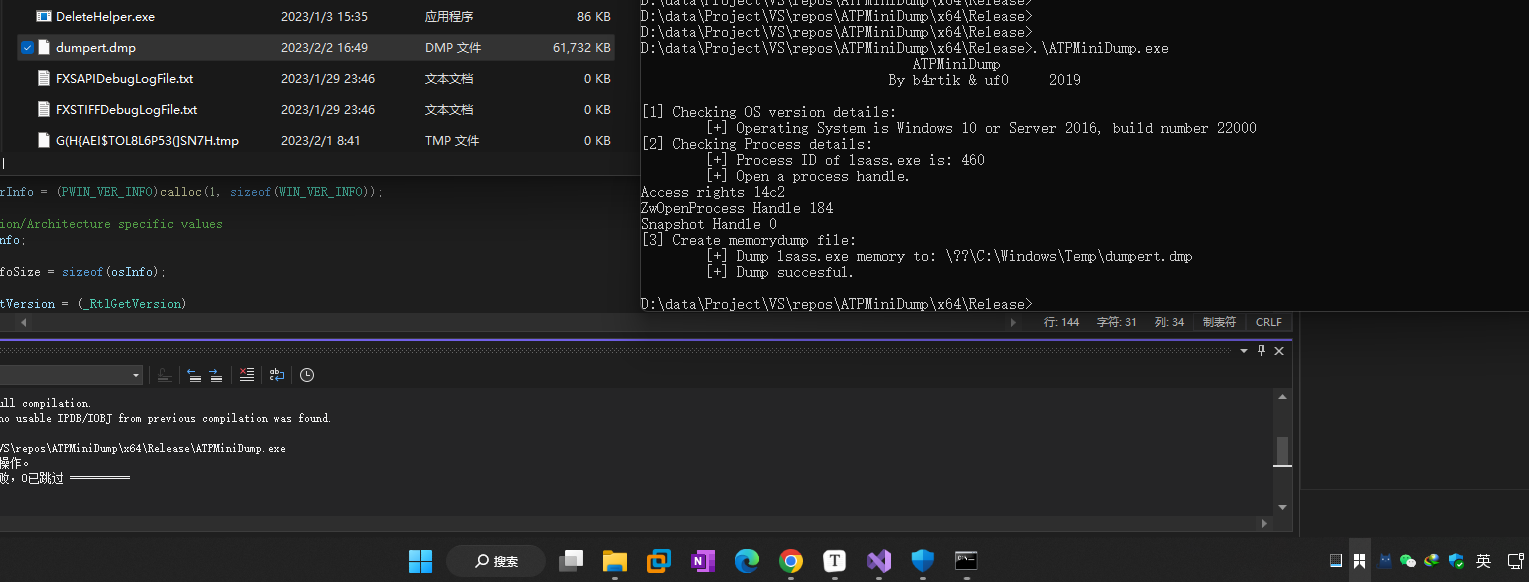 DeleteHelper.exe 2023/1/3 15:35 应用程序 86 KB
dumpert.dmp 2023/2/2 16:49 DMP 文件 61,732 KB
FXSAPIDebugLogFile.txt 2023/1/29 23:46 文本文档 0 KB
FXSTIFFDebugLogFile.txt 2023/1/29 23:46 文本文档 0 KB
G(H{AEI$TOL8L6P53(]SN7H.tmp 2023/2/1 8:41 TMP 文件 0 KB
rInfo = (PWIN_VER_INFO)calloc(1, sizeof(WIN_VER_INFO));
ion/Architecture specific values
nfo;
foSize = sizeof(osInfo);
tVersion = (_RtlGetVersion)
D:\data\Project\VS\repos\ATPMiniDump\x64\Release>
D:\data\Project\VS\repos\ATPMiniDump\x64\Release>
D:\data\Project\VS\repos\ATPMiniDump\x64\Release>
D:\data\Project\VS\repos\ATPMiniDump\x64\Release>.\ATPMiniDump.exe
ATPMiniDump
By b4rtik & uf0 2019
[1] Checking OS version details:
[+] Operating System is Windows 10 or Server 2016, build number 22000
[2] Checking Process details:
[+] Process ID of lsass.exe is: 460
[+] Open a process handle.
Access rights 14c2
ZwOpenProcess Handle 184
Snapshot Handle 0
[3] Create memorydump file:
[+] Dump lsass.exe memory to: \??\C:\Windows\Temp\dumpert.dmp
[+] Dump succesful.
D:\data\Project\VS\repos\ATPMiniDump\x64\Release>
行: 144 字符: 31 列: 34 制表符 CRLF
ull compilation.
no usable IPDB/IOBJ from previous compilation was found.
VS\repos\ATPMiniDump\x64\Release\ATPMiniDump.exe
操作。
败，0已跳过 ==========
搜索
英